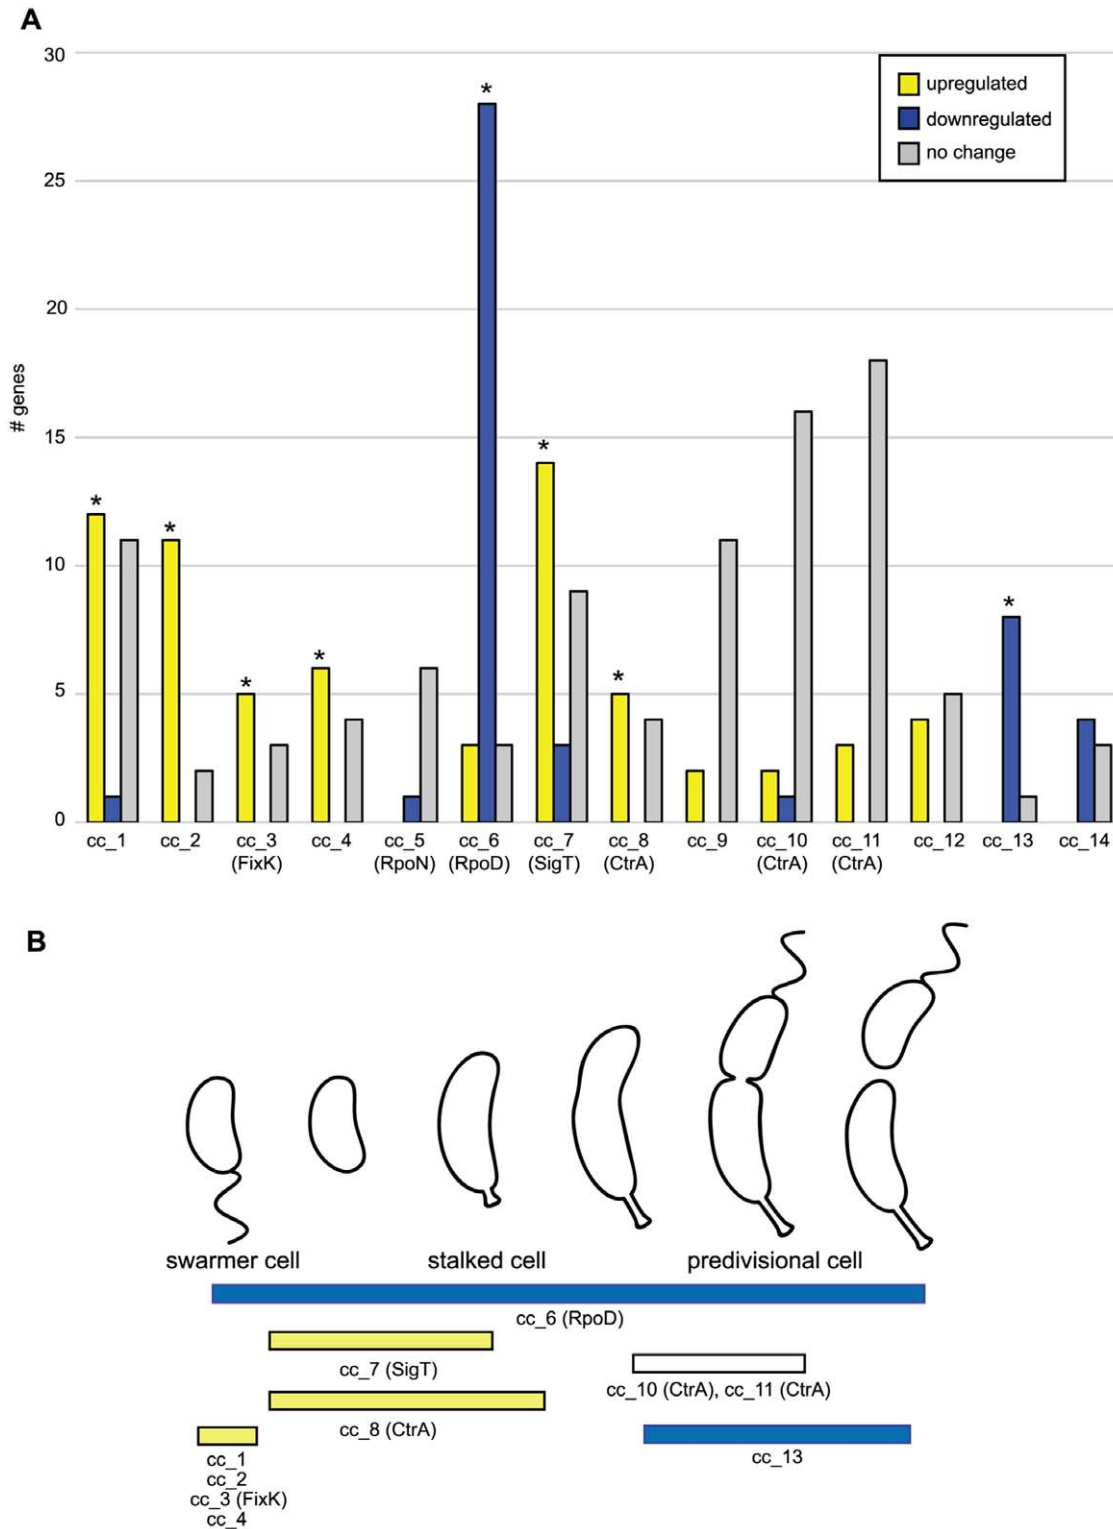 A
30
25
20
15
10
5
0
# genes
upregulated
downregulated
no change
*
*
*
*
*
*
*
*
cc_1 cc_2 cc_3 cc_4 cc_5 cc_6 cc_7 cc_8 cc_9 cc_10 cc_11 cc_12 cc_13 cc_14
(FixK) (RpoN) (RpoD) (SigT) (CtrA) (CtrA) (CtrA)
B
swarmer cell stalked cell predivisional cell
cc_6 (RpoD)
cc_7 (SigT)
cc_10 (CtrA), cc_11 (CtrA)
cc_8 (CtrA)
cc_13
cc_1
cc_2
cc_3 (FixK)
cc_4